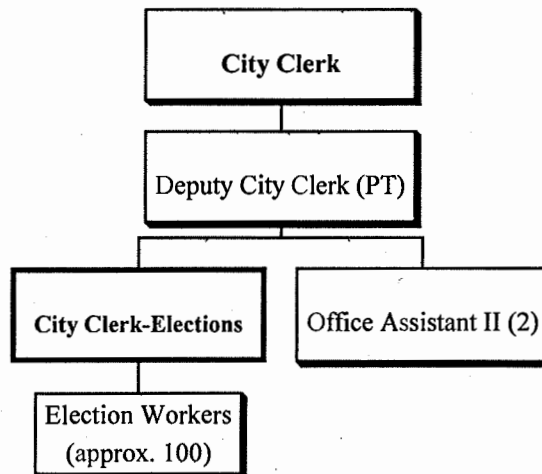 City Clerk
Deputy City Clerk (PT)
City Clerk-Elections
Office Assistant II (2)
Election Workers
(approx. 100)